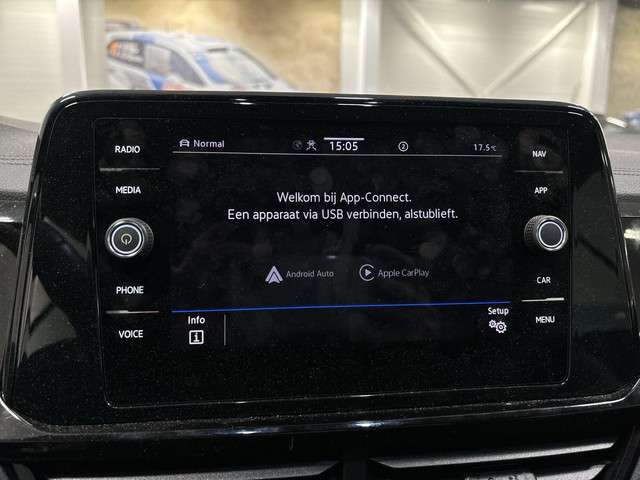 RADIO
MEDIA
PHONE
VOICE
Normal
15:05
2
17.5°C
Welkom bij App-Connect.
Een apparaat via USB verbinden, alstublieft.
Android Auto
Apple CarPlay
Info
Setup
NAV
APP
CAR
MENU